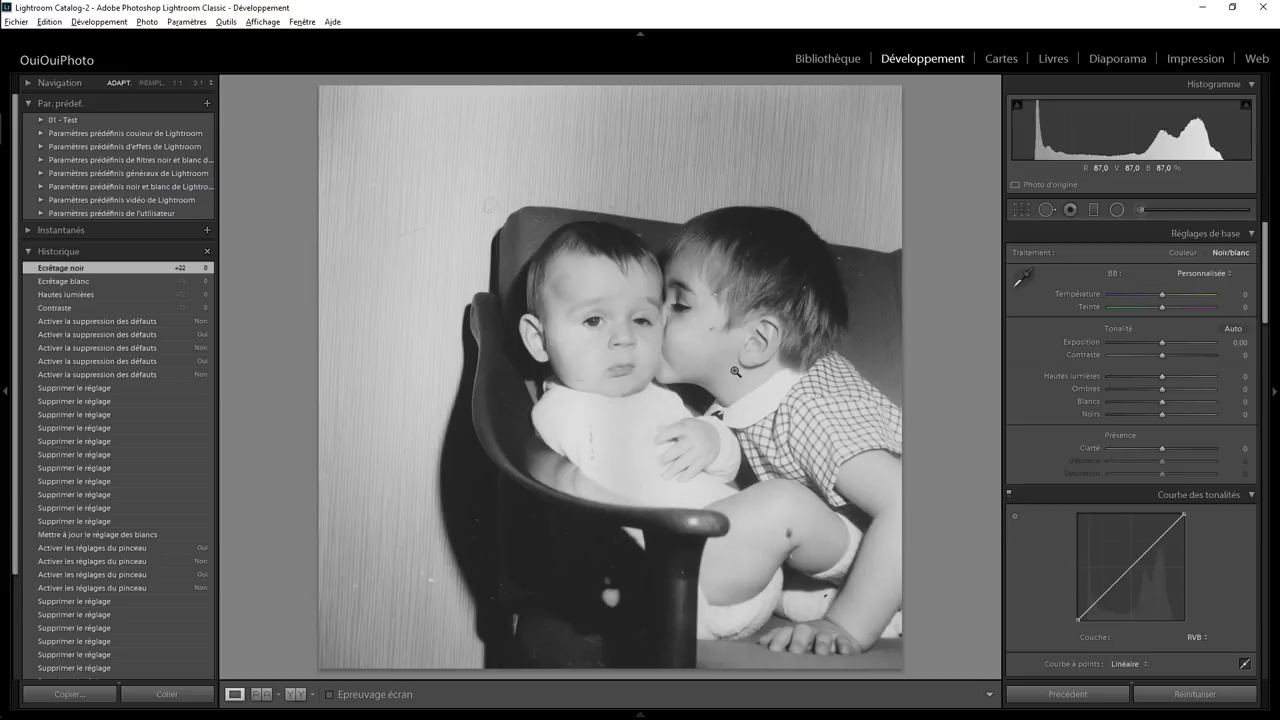 Lightroom Catalog-2 - Adobe Photoshop Lightroom Classic - Développement
Fichier Edition Développement Photo Paramètres Outils Affichage Fenêtre Aide
OuiOuiPhoto
Bibliothèque Développement Cartes Livres Diaporama Impression Web
Navigation ADAPT. REMPL. 1:1 3:1
Par. prédef.
01 - Test
Paramètres prédéfinis couleur de Lightroom
Paramètres prédéfinis d'effets de Lightroom
Paramètres prédéfinis de filtres noir et blanc d...
Paramètres prédéfinis généraux de Lightroom
Paramètres prédéfinis noir et blanc de Lightro...
Paramètres prédéfinis vidéo de Lightroom
Paramètres prédéfinis de l'utilisateur
Instantanés
Historique
Ecrêtage noir +22 0
Ecrêtage blanc 0
Hautes lumières 0
Contraste 0
Activer la suppression des défauts Non
Activer la suppression des défauts Oui
Activer la suppression des défauts Non
Activer la suppression des défauts Oui
Activer la suppression des défauts Non
Supprimer le réglage
Supprimer le réglage
Supprimer le réglage
Supprimer le réglage
Supprimer le réglage
Supprimer le réglage
Supprimer le réglage
Supprimer le réglage
Supprimer le réglage
Supprimer le réglage
Supprimer le réglage
Mettre à jour le réglage des blancs
Activer les réglages du pinceau Oui
Activer les réglages du pinceau Non
Activer les réglages du pinceau Oui
Activer les réglages du pinceau Non
Supprimer le réglage
Supprimer le réglage
Supprimer le réglage
Supprimer le réglage
Supprimer le réglage
Supprimer le réglage
Copier... Coller
Epreuvage écran
Histogramme
R 87,0 V 87,0 B 87,0 %
Photo d'origine
Réglages de base
Traitement : Couleur Noir/blanc
BB : Personnalisée
Température 0
Teinte 0
Tonalité Auto
Exposition 0,00
Contraste 0
Hautes lumières 0
Ombres 0
Blancs 0
Noirs 0
Présence
Clarté 0
Vibrance 0
Saturation 0
Courbe des tonalités
Couche : RVB
Courbe à points : Linéaire
Précédent Réinitialiser